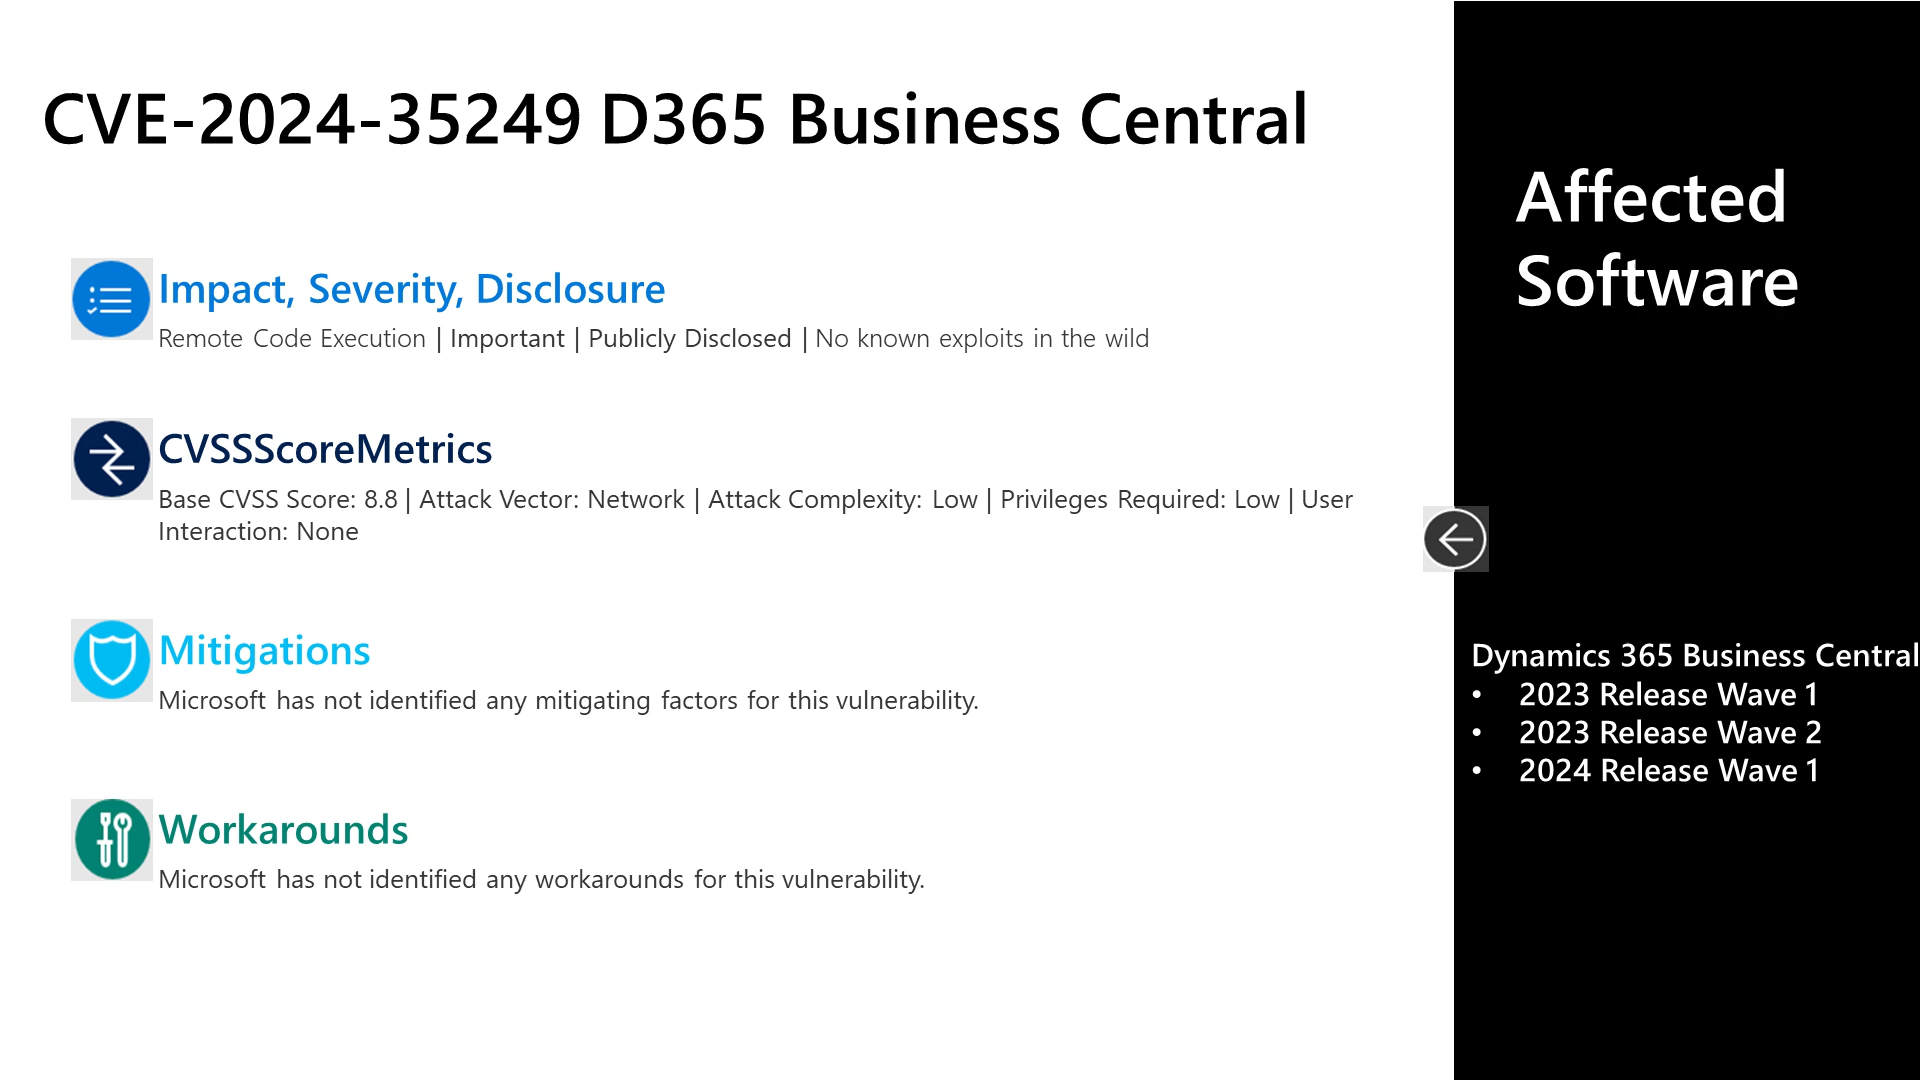 CVE-2024-35249 D365 Business Central
Impact, Severity, Disclosure
Remote Code Execution | Important | Publicly Disclosed | No known exploits in the wild
CVSSScoreMetrics
Base CVSS Score: 8.8 | Attack Vector: Network | Attack Complexity: Low | Privileges Required: Low | User
Interaction: None
Mitigations
Microsoft has not identified any mitigating factors for this vulnerability.
Workarounds
Microsoft has not identified any workarounds for this vulnerability.
Affected
Software
Dynamics 365 Business Central
• 2023 Release Wave 1
• 2023 Release Wave 2
• 2024 Release Wave 1